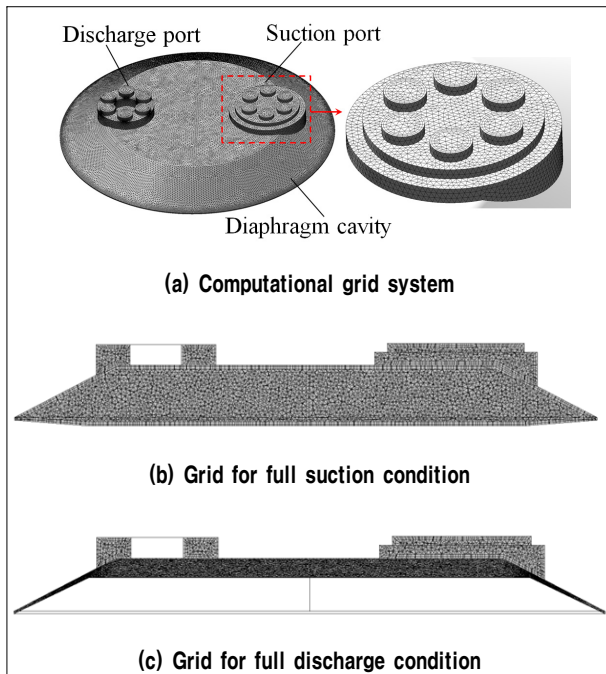 Discharge port
Suction port
Diaphragm cavity
(a) Computational grid system
(b) Grid for full suction condition
(c) Grid for full discharge condition